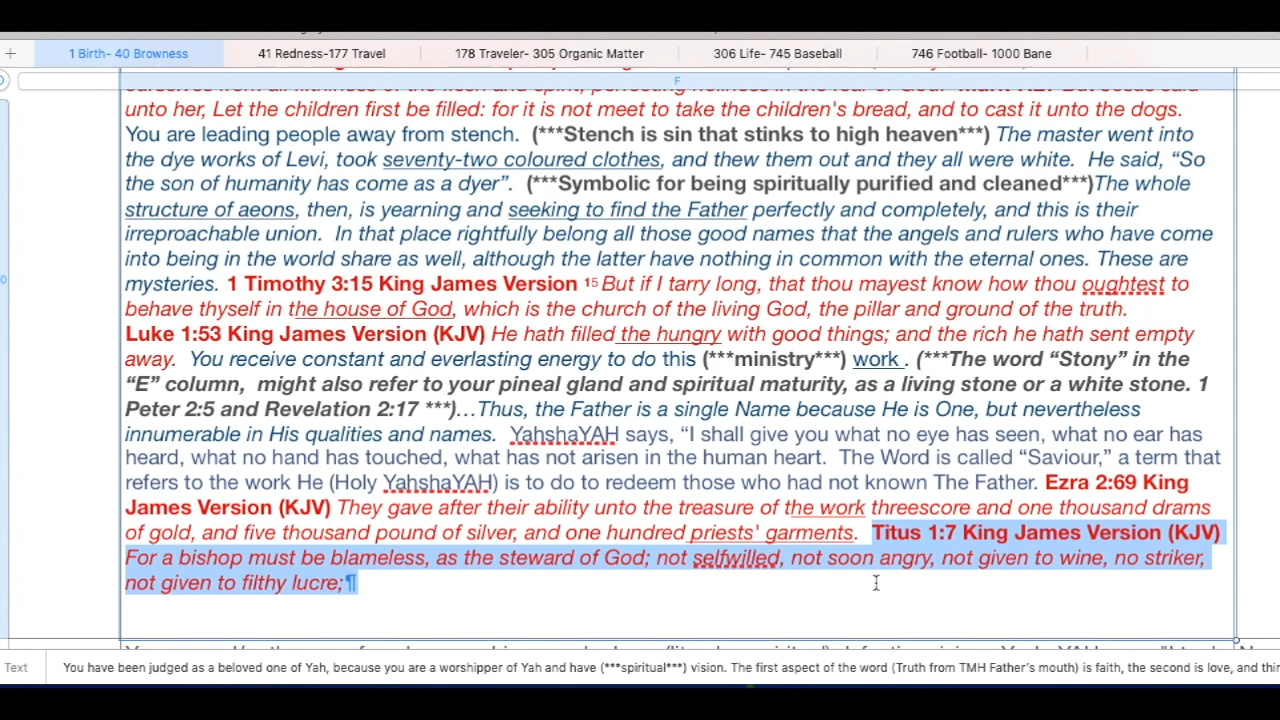 1 Birth- 40 Browness 41 Redness-177 Travel 178 Traveler- 305 Organic Matter 306 Life- 745 Baseball 746 Football- 1000 Bane
F
unto her, Let the children first be filled: for it is not meet to take the children's bread, and to cast it unto the dogs.
You are leading people away from stench. (***Stench is sin that stinks to high heaven***) The master went into
the dye works of Levi, took seventy-two coloured clothes, and thew them out and they all were white. He said, “So
the son of humanity has come as a dyer”. (***Symbolic for being spiritually purified and cleaned***)The whole
structure of aeons, then, is yearning and seeking to find the Father perfectly and completely, and this is their
irreproachable union. In that place rightfully belong all those good names that the angels and rulers who have come
into being in the world share as well, although the latter have nothing in common with the eternal ones. These are
mysteries. 1 Timothy 3:15 King James Version 15 But if I tarry long, that thou mayest know how thou oughtest to
behave thyself in the house of God, which is the church of the living God, the pillar and ground of the truth.
Luke 1:53 King James Version (KJV) He hath filled the hungry with good things; and the rich he hath sent empty
away. You receive constant and everlasting energy to do this (***ministry***) work . (***The word “Stony” in the
“E” column, might also refer to your pineal gland and spiritual maturity, as a living stone or a white stone. 1
Peter 2:5 and Revelation 2:17 ***)…Thus, the Father is a single Name because He is One, but nevertheless
innumerable in His qualities and names. YahshaYAH says, “I shall give you what no eye has seen, what no ear has
heard, what no hand has touched, what has not arisen in the human heart. The Word is called “Saviour,” a term that
refers to the work He (Holy YahshaYAH) is to do to redeem those who had not known The Father. Ezra 2:69 King
James Version (KJV) They gave after their ability unto the treasure of the work threescore and one thousand drams
of gold, and five thousand pound of silver, and one hundred priests' garments. Titus 1:7 King James Version (KJV)
For a bishop must be blameless, as the steward of God; not selfwilled, not soon angry, not given to wine, no striker,
not given to filthy lucre;¶
Text You have been judged as a beloved one of Yah, because you are a worshipper of Yah and have (***spiritual***) vision. The first aspect of the word (Truth from TMH Father's mouth) is faith, the second is love, and